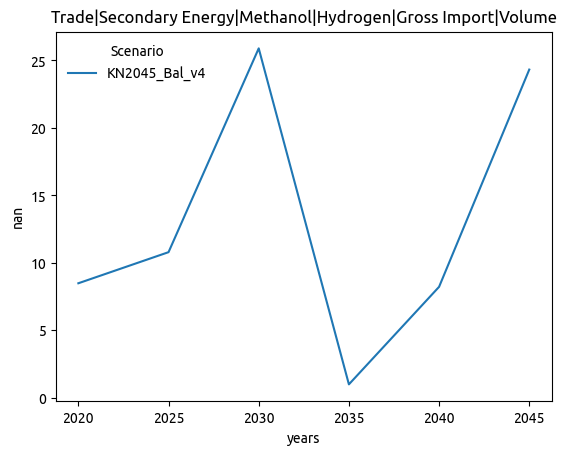 Trade|Secondary Energy|Methanol|Hydrogen|Gross Import|Volume
Scenario
KN2045_Bal_v4
25
20
15
10
5
0
nan
2020 2025 2030 2035 2040 2045
years